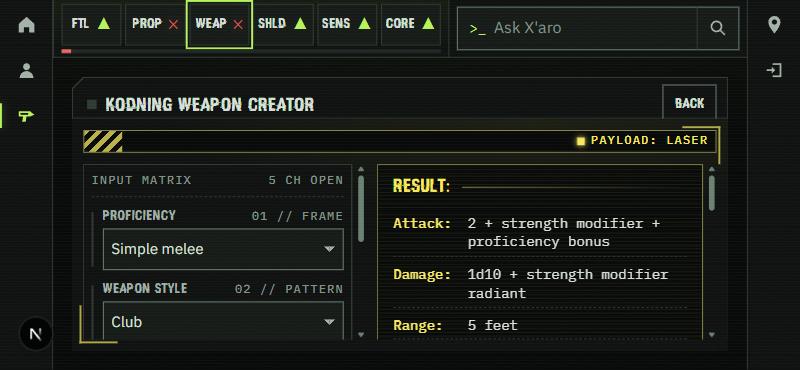 FTL PROP WEAP SHLD SENS CORE
>_ Ask X'aro
KODNING WEAPON CREATOR
BACK
PAYLOAD: LASER
INPUT MATRIX 5 CH OPEN
PROFICIENCY 01 // FRAME
Simple melee
WEAPON STYLE 02 // PATTERN
Club
RESULT:
Attack: 2 + strength modifier +
proficiency bonus
Damage: 1d10 + strength modifier
radiant
Range: 5 feet
N